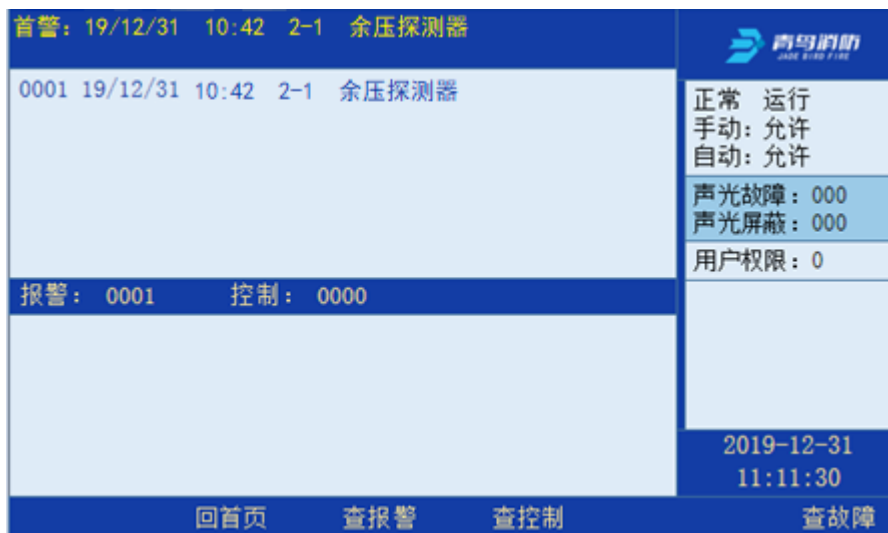 首警: 19/12/31 10:42 2-1 余压探测器
0001 19/12/31 10:42 2-1 余压探测器
报警: 0001 控制: 0000
青鸟消防
JADE BIRD FIRE
正常 运行
手动: 允许
自动: 允许
声光故障: 000
声光屏蔽: 000
用户权限: 0
2019-12-31
11:11:30
回首页 查报警 查控制 查故障